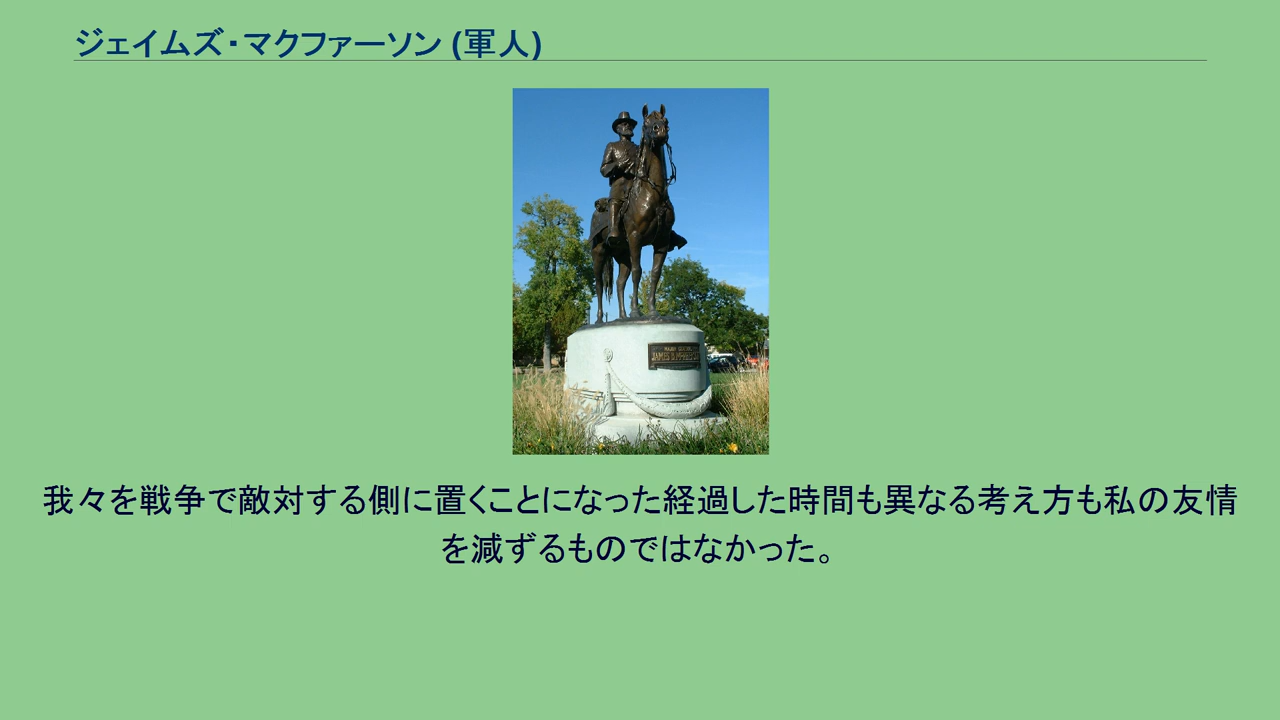 ジェイムズ・マクファーソン (軍人)
MAJOR GENERAL
我々を戦争で敵対する側に置くことになった経過した時間も異なる考え方も私の友情
を減ずるものではなかった。